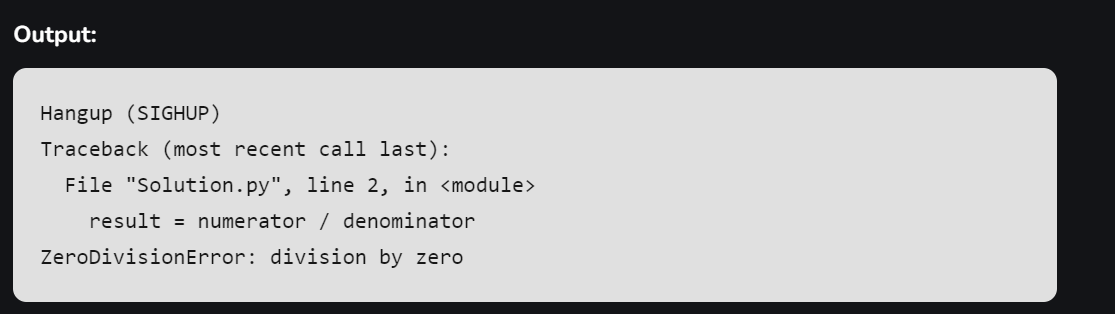 Output:
Hangup (SIGHUP)
Traceback (most recent call last):
  File "Solution.py", line 2, in <module>
    result = numerator / denominator
ZeroDivisionError: division by zero